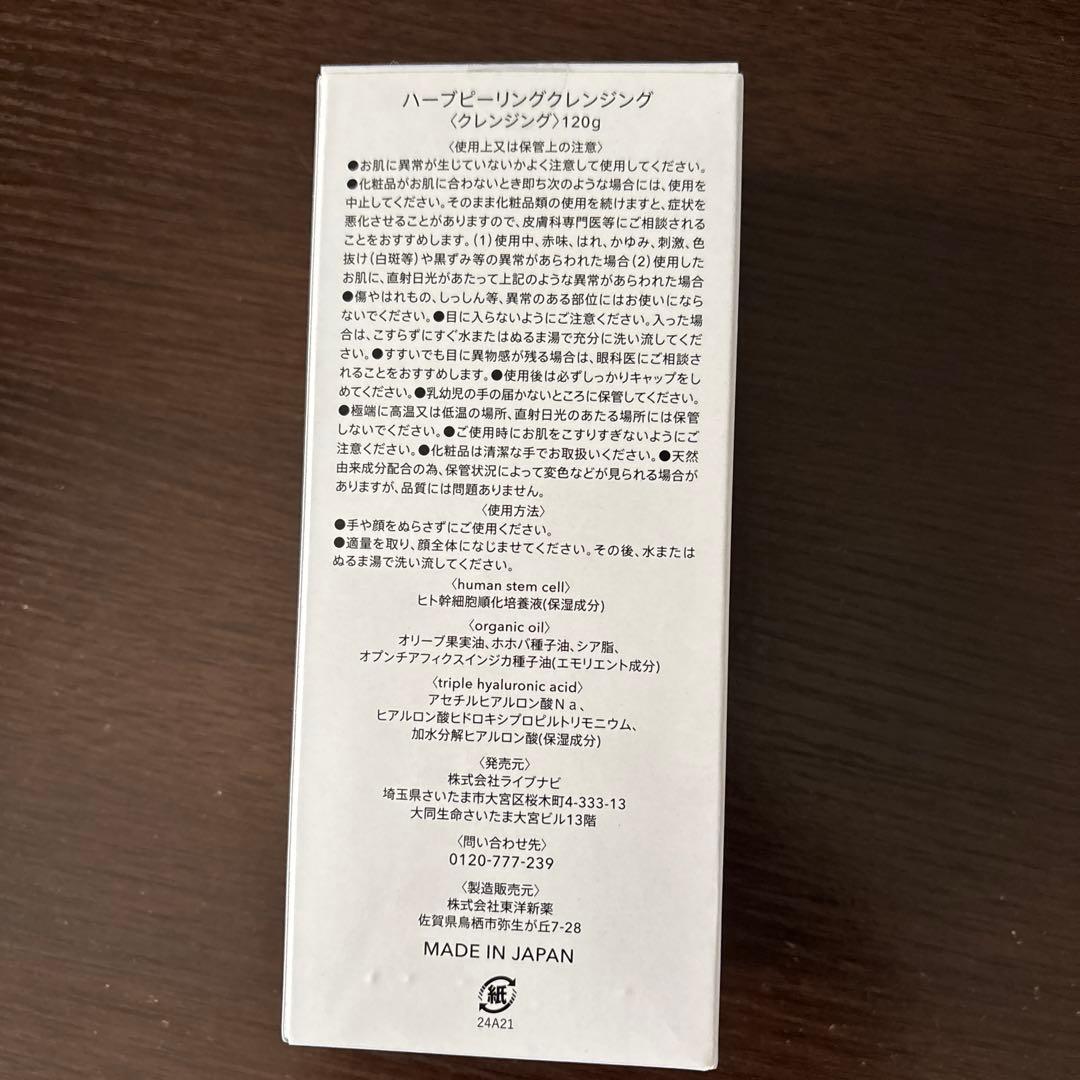 ハーブピーリングクレンジング
〈クレンジング〉120g
〈使用上又は保管上の注意〉
●お肌に異常が生じていないかよく注意して使用してください。
●化粧品がお肌に合わないとき即ち次のような場合には、使用を
中止してください。そのまま化粧品類の使用を続けますと、症状を
悪化させることがありますので、皮膚科専門医等にご相談される
ことをおすすめします。(1)使用中、赤味、はれ、かゆみ、刺激、色
抜け(白斑等)や黒ずみ等の異常があらわれた場合(2)使用した
お肌に、直射日光があたって上記のような異常があらわれた場合
●傷やはれもの、しっしん等、異常のある部位にはお使いになら
ないでください。●目に入らないようにご注意ください。入った場
合は、こすらずにすぐ水またはぬるま湯で充分に洗い流してくだ
さい。●すすいでも目に異物感が残る場合は、眼科医にご相談さ
れることをおすすめします。●使用後は必ずしっかりキャップをし
めてください。●乳幼児の手の届かないところに保管してください。
●極端に高温又は低温の場所、直射日光のあたる場所には保管
しないでください。●ご使用時にお肌をこすりすぎないようにご
注意ください。●化粧品は清潔な手でお取扱いください。●天然
由来成分配合の為、保管状況によって変色などが見られる場合が
ありますが、品質には問題ありません。
〈使用方法〉
●手や顔をぬらさずにご使用ください。
●適量を取り、顔全体になじませてください。その後、水または
ぬるま湯で洗い流してください。
〈human stem cell〉
ヒト幹細胞順化培養液(保湿成分)
〈organic oil〉
オリーブ果実油、ホホバ種子油、シア脂、
オプンチアフィクスインジカ種子油(エモリエント成分)
〈triple hyaluronic acid〉
アセチルヒアルロン酸Na、
ヒアルロン酸ヒドロキシプロピルトリモニウム、
加水分解ヒアルロン酸(保湿成分)
〈発売元〉
株式会社ライブナビ
埼玉県さいたま市大宮区桜木町4-333-13
大同生命さいたま大宮ビル13階
〈問い合わせ先〉
0120-777-239
〈製造販売元〉
株式会社東洋新薬
佐賀県鳥栖市弥生が丘7-28
MADE IN JAPAN
紙
24A21